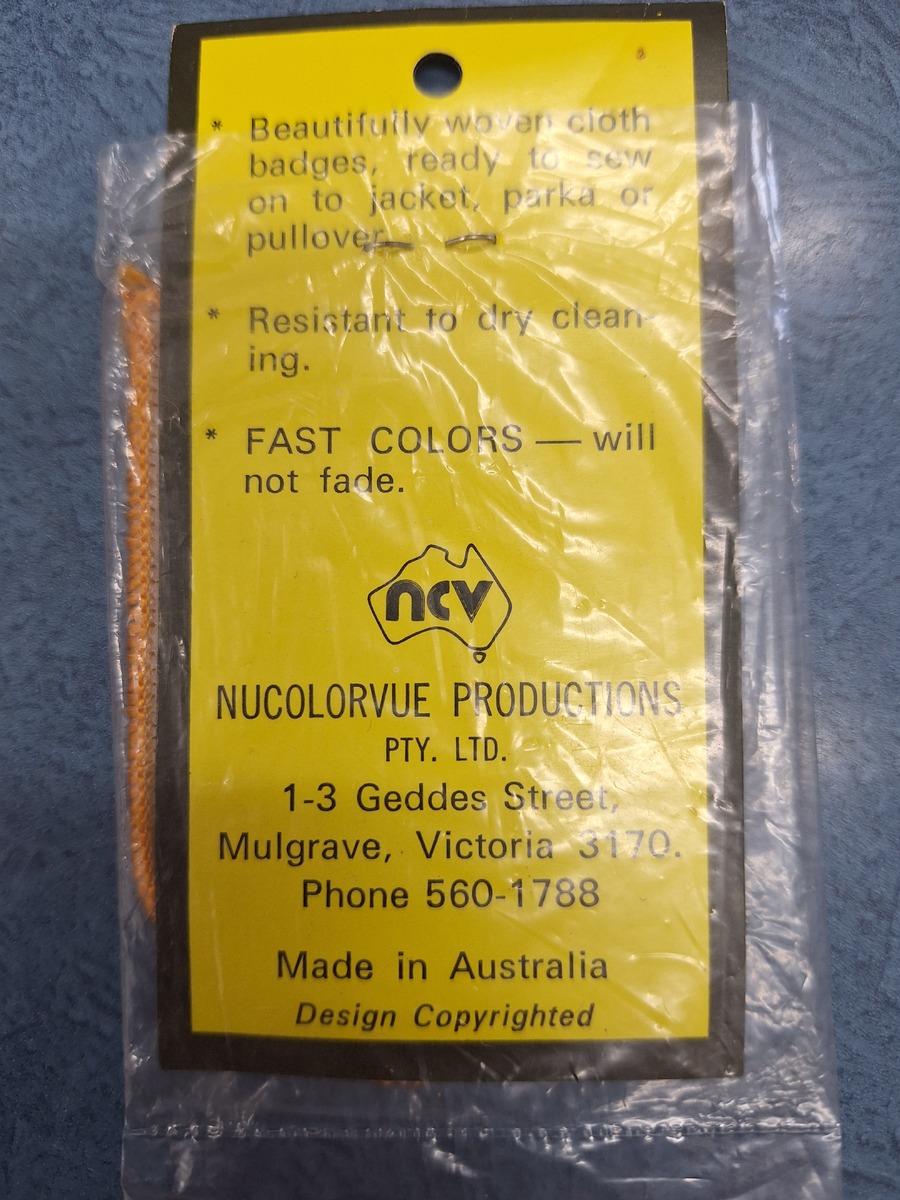 * Beautifully woven cloth
badges, ready to sew
on to jacket, parka or
pullover
* Resistant to dry clean-
ing.
* FAST COLORS — will
not fade.
ncv
NUCOLORVUE PRODUCTIONS
PTY. LTD.
1-3 Geddes Street,
Mulgrave, Victoria 3170.
Phone 560-1788
Made in Australia
Design Copyrighted